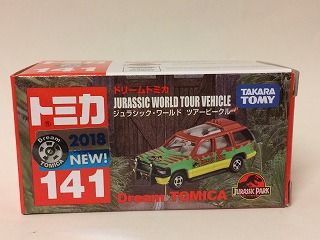 トミカ
ドリームトミカ
JURASSIC WORLD TOUR VEHICLE
ジュラシック・ワールド ツアービークル
TAKARA
TOMY
2018
Dream
TOMICA
NEW!
141
Dream TOMICA
JURASSIC PARK